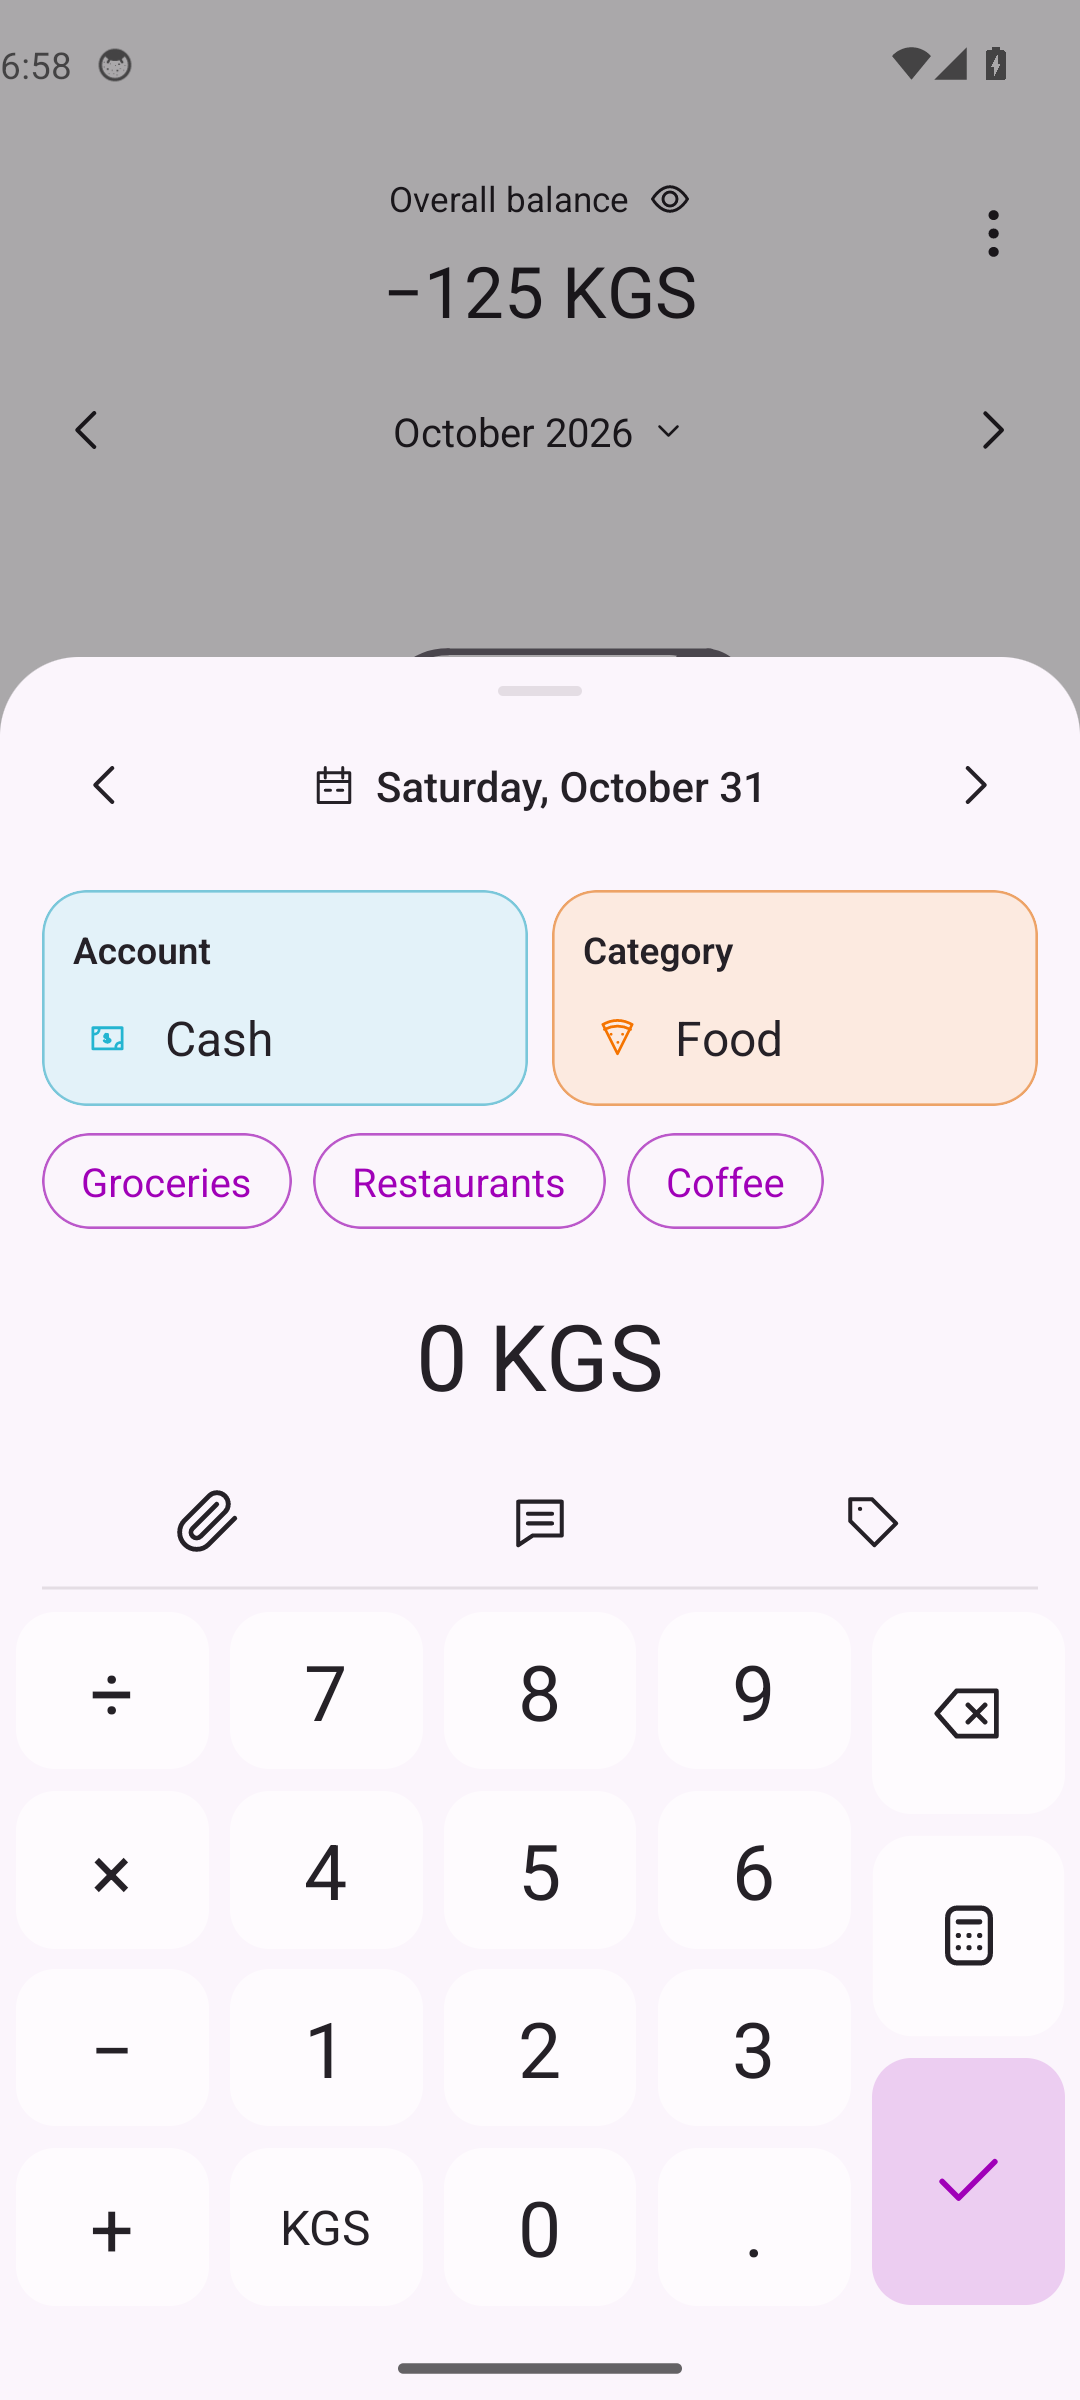 6:58
Overall balance
−125 KGS
October 2026
Saturday, October 31
Account
Category
Cash
Food
Groceries
Restaurants
Coffee
0 KGS
÷
7
8
9
×
4
5
6
−
1
2
3
+
KGS
0
.